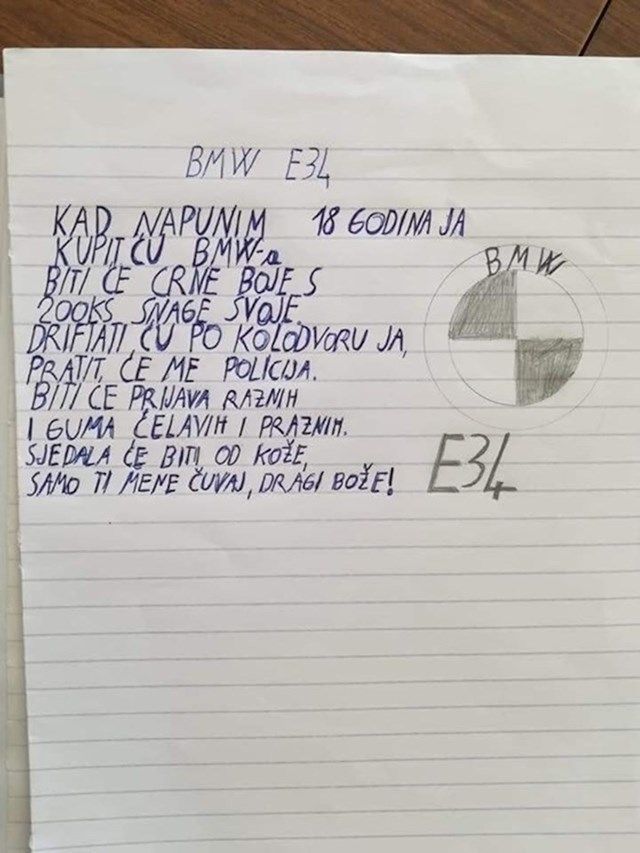 BMW E34
KAD NAPUNIM 18 GODINA JA
KUPIT ĆU BMW-a
BITI ĆE CRNE BOJE S
200KS SNAGE SVOJE
DRIFTATI ĆU PO KOLODVORU JA,
PRATIT ĆE ME POLICIJA.
BITI ĆE PRIJAVA RAZNIH
I GUMA ĆELAVIH I PRAZNIH.
SJEDALA ĆE BITI OD KOŽE,
SAMO TI MENE ČUVAJ, DRAGI BOŽE!
BMW
E34